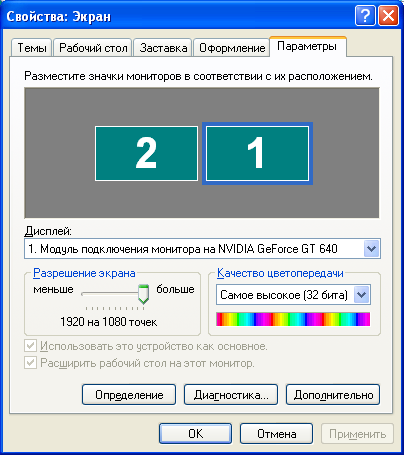 Свойства: Экран
Темы Рабочий стол Заставка Оформление Параметры
Разместите значки мониторов в соответствии с их расположением.
2 1
Дисплей:
1. Модуль подключения монитора на NVIDIA GeForce GT 640
Разрешение экрана Качество цветопередачи
меньше больше Самое высокое (32 бита)
1920 на 1080 точек
Использовать это устройство как основное.
Расширить рабочий стол на этот монитор.
Определение Диагностика... Дополнительно
OK Отмена Применить